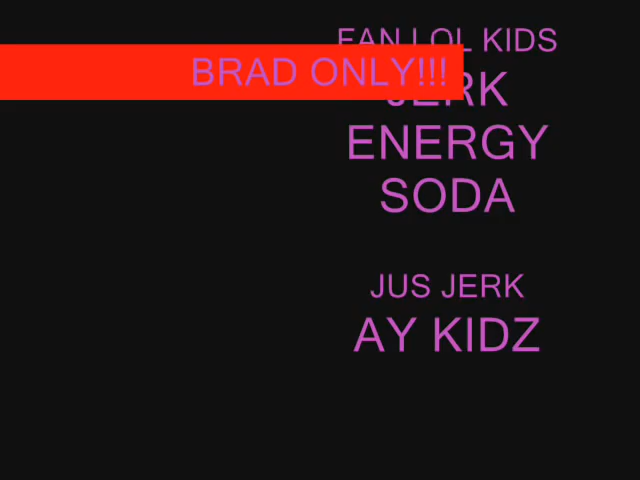 FAN LOL KIDS
BRAD ONLY!!!
JERK
ENERGY
SODA
JUS JERK
AY KIDZ